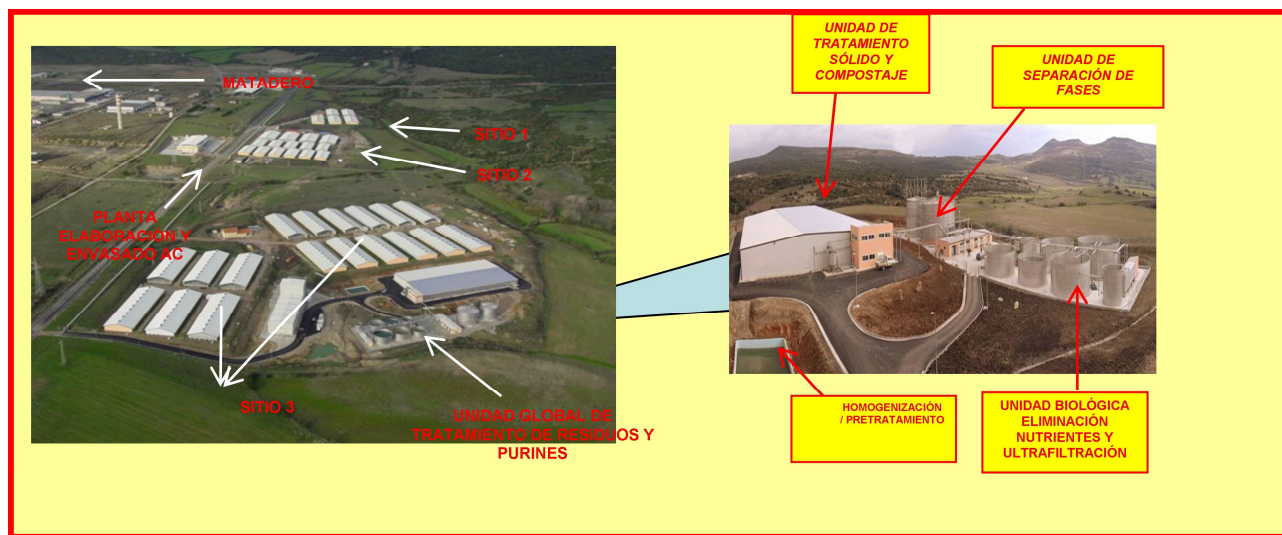 MATADERO
SITIO 1
SITIO 2
PLANTA
ELABORACIÓN Y
ENVASADO AC
SITIO 3
UNIDAD GLOBAL DE
TRATAMIENTO DE RESIDUOS Y
PURINES
UNIDAD DE
TRATAMIENTO
SÓLIDO Y
COMPOSTAJE
UNIDAD DE
SEPARACIÓN DE
FASES
HOMOGENIZACIÓN
/ PRETRATAMIENTO
UNIDAD BIOLÓGICA
ELIMINACIÓN
NUTRIENTES Y
ULTRAFILTRACIÓN